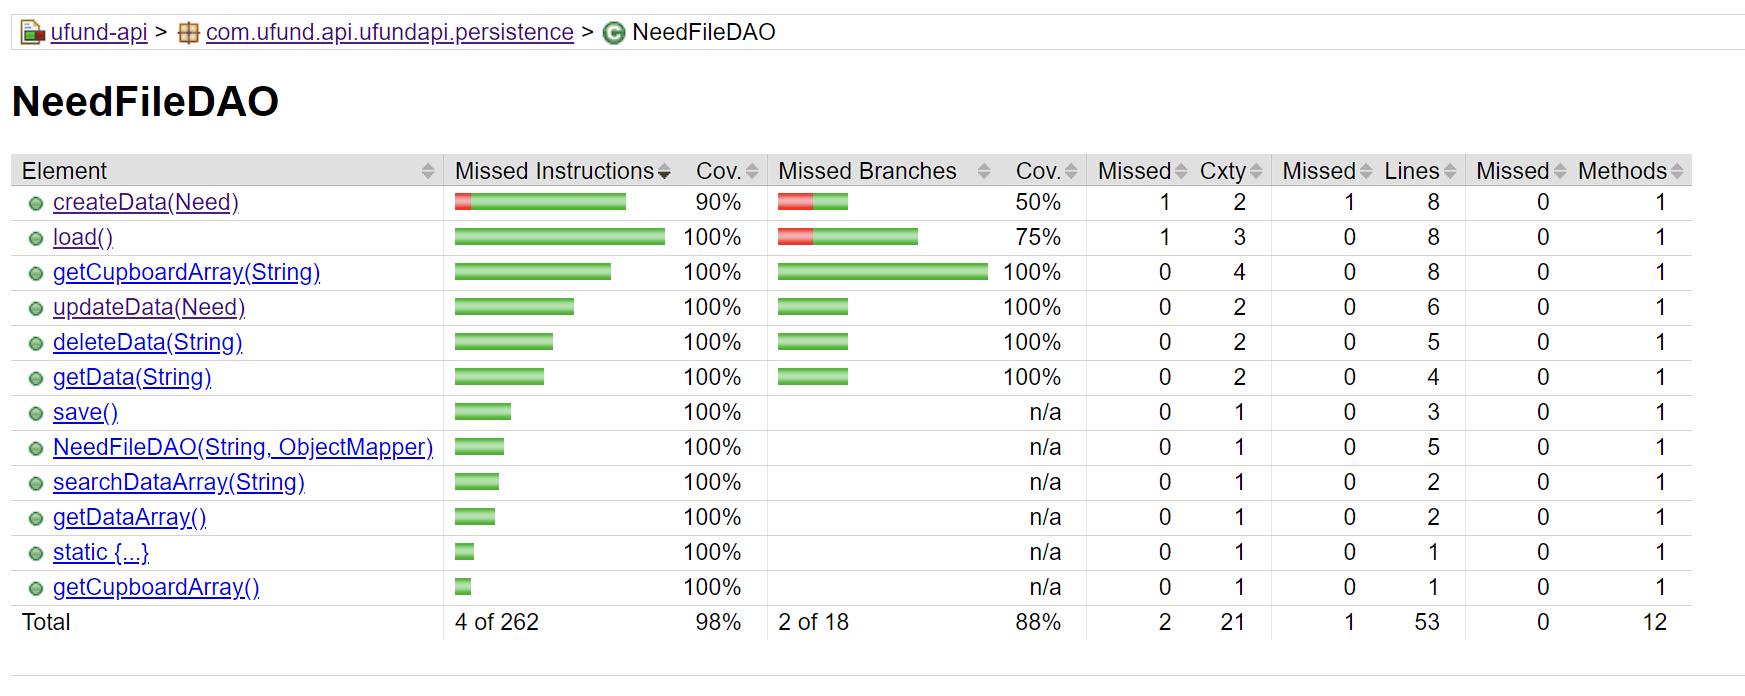 ufund-api > com.ufund.api.ufundapi.persistence > NeedFileDAO
NeedFileDAO
Element Missed Instructions Cov. Missed Branches Cov. Missed Cxty Missed Lines Missed Methods
createData(Need) 90% 50% 1 2 1 8 0 1
load() 100% 75% 1 3 0 8 0 1
getCupboardArray(String) 100% 100% 0 4 0 8 0 1
updateData(Need) 100% 100% 0 2 0 6 0 1
deleteData(String) 100% 100% 0 2 0 5 0 1
getData(String) 100% 100% 0 2 0 4 0 1
save() 100% n/a 0 1 0 3 0 1
NeedFileDAO(String, ObjectMapper) 100% n/a 0 1 0 5 0 1
searchDataArray(String) 100% n/a 0 1 0 2 0 1
getDataArray() 100% n/a 0 1 0 2 0 1
static {...} 100% n/a 0 1 0 1 0 1
getCupboardArray() 100% n/a 0 1 0 1 0 1
Total 4 of 262 98% 2 of 18 88% 2 21 1 53 0 12